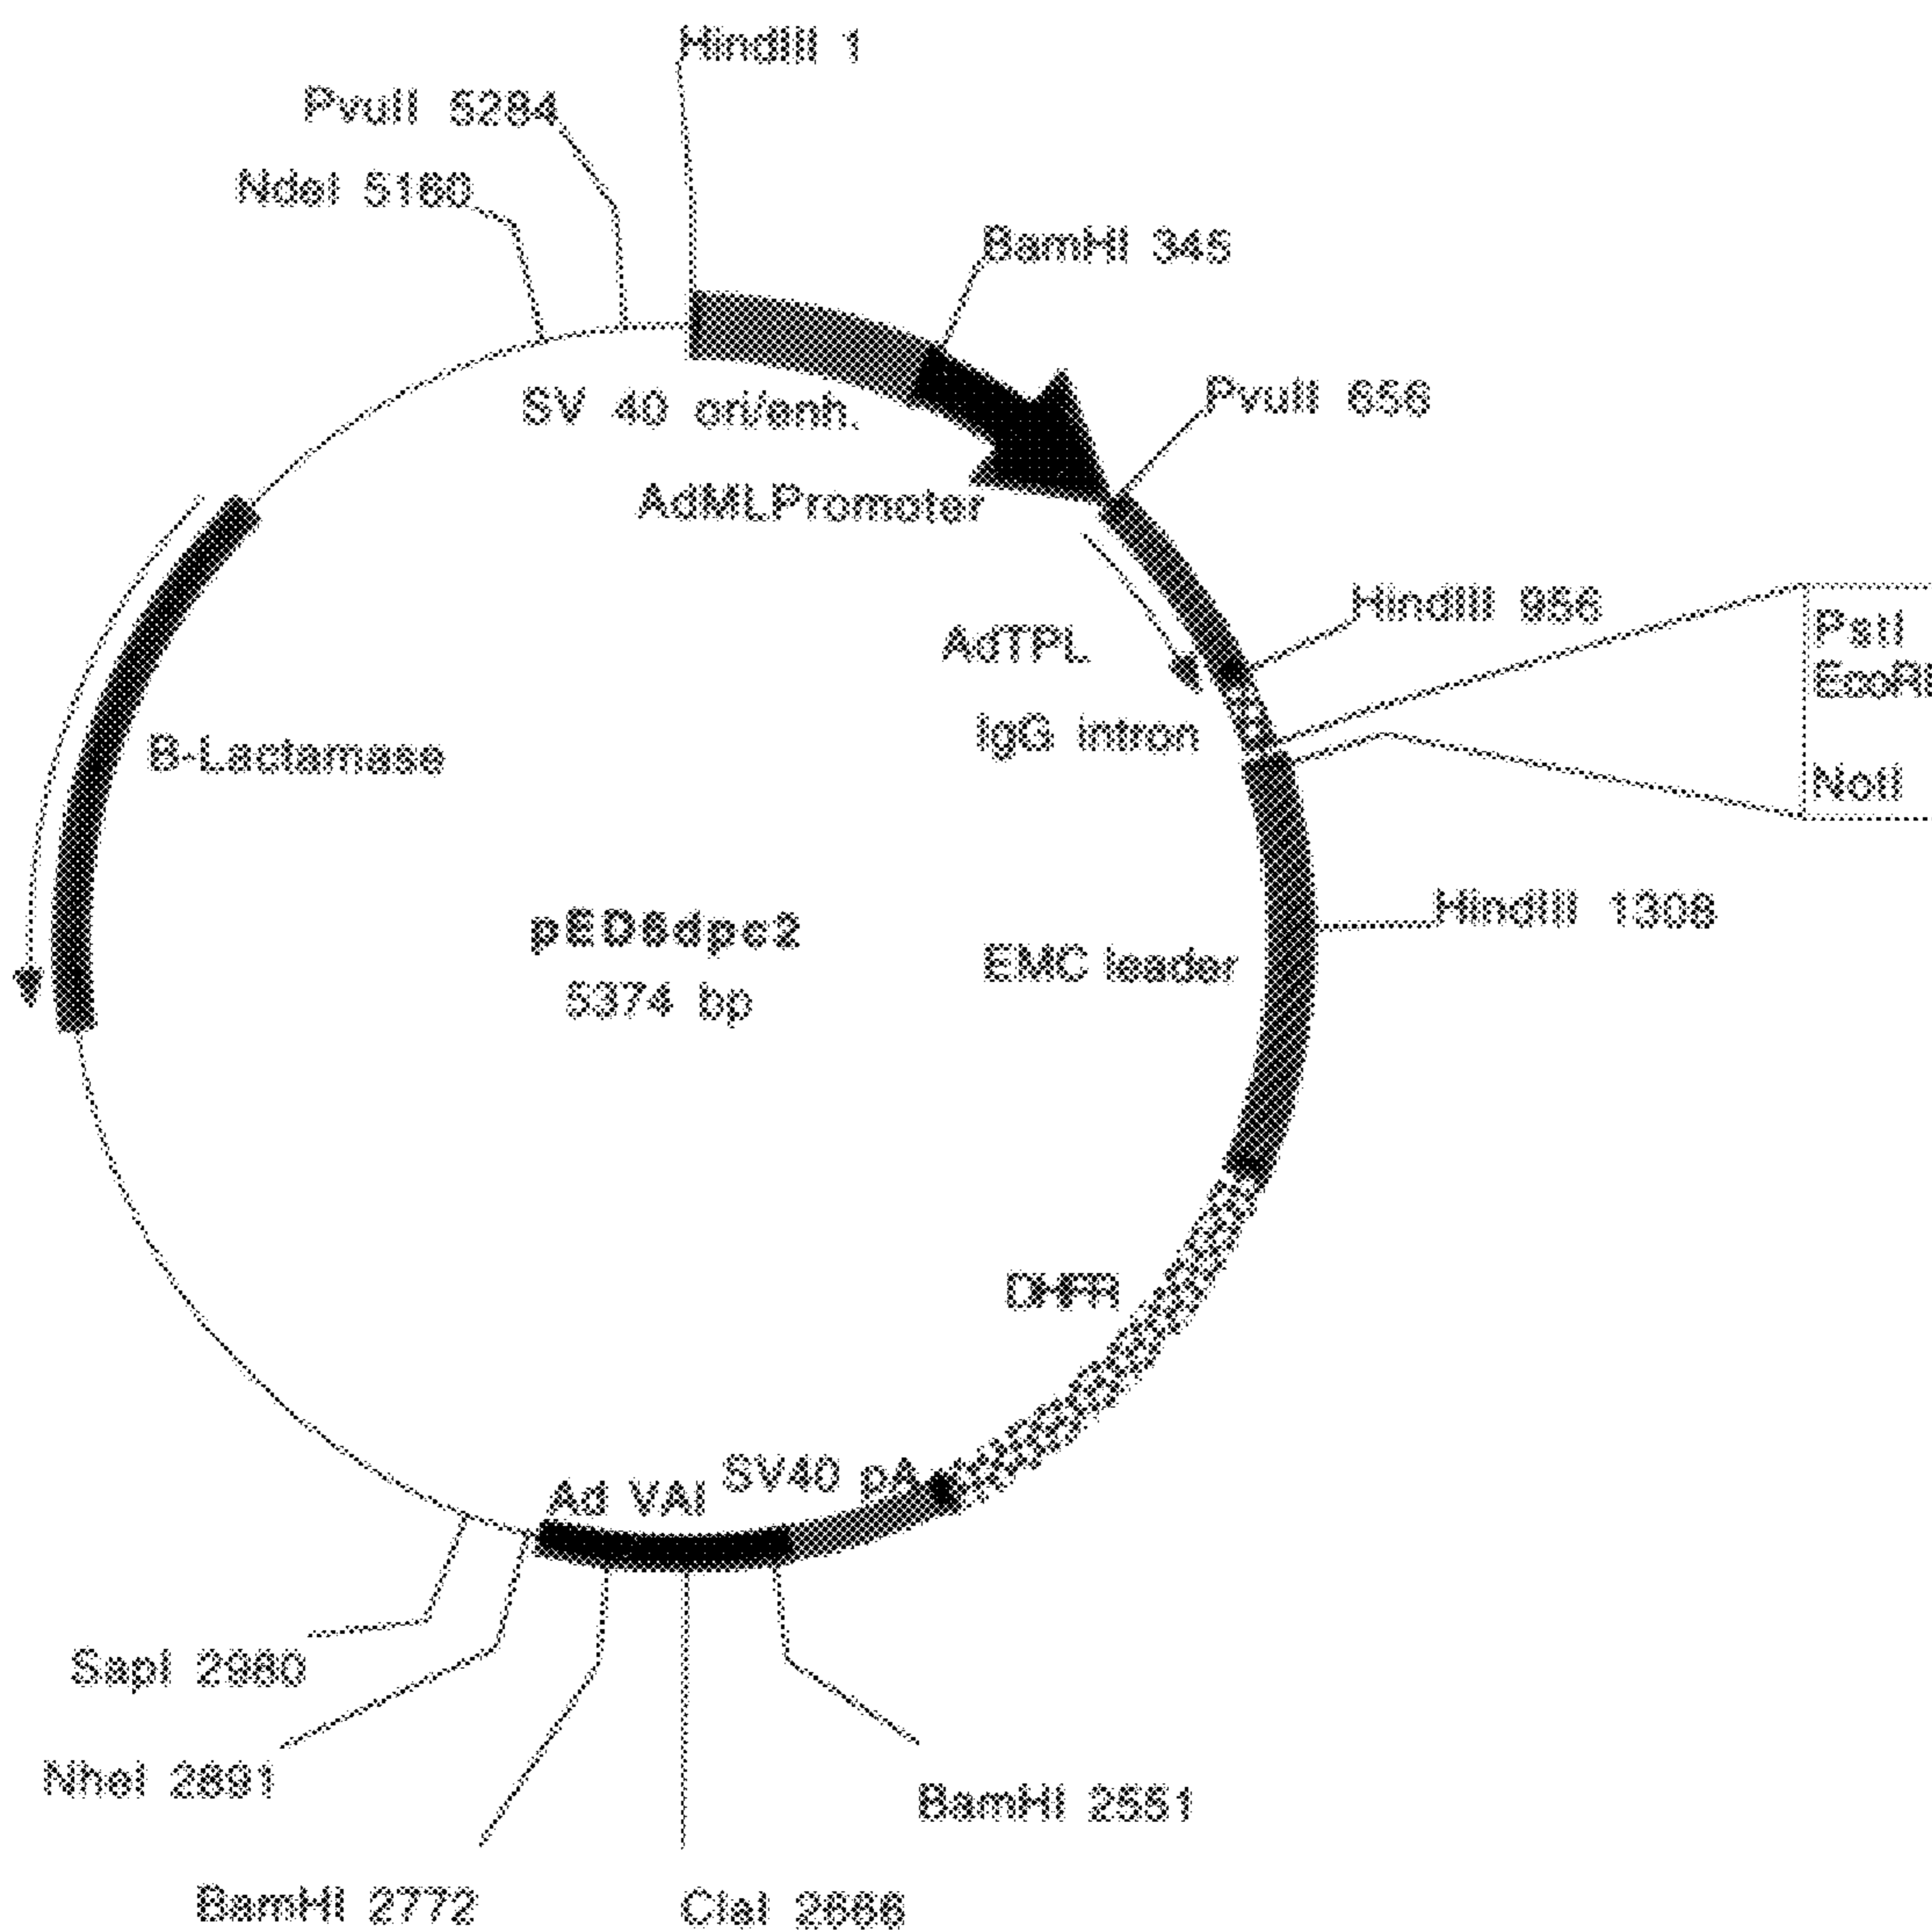 HindIII 1
PvuII 5284
NdeI 5160
BamHI 345
SV 40 ori/enh.
PvuII 656
AdMLPromoter
HindIII 956
PstI
AdTPL
EcoRI
IgG intron
B-Lactamase
NotI
HindIII 1308
pED6dpc2
EMC leader
5374 bp
DHFR
SV40 pA
Ad VAI
SapI 2980
NheI 2891
BamHI 2551
BamHI 2772
ClaI 2666